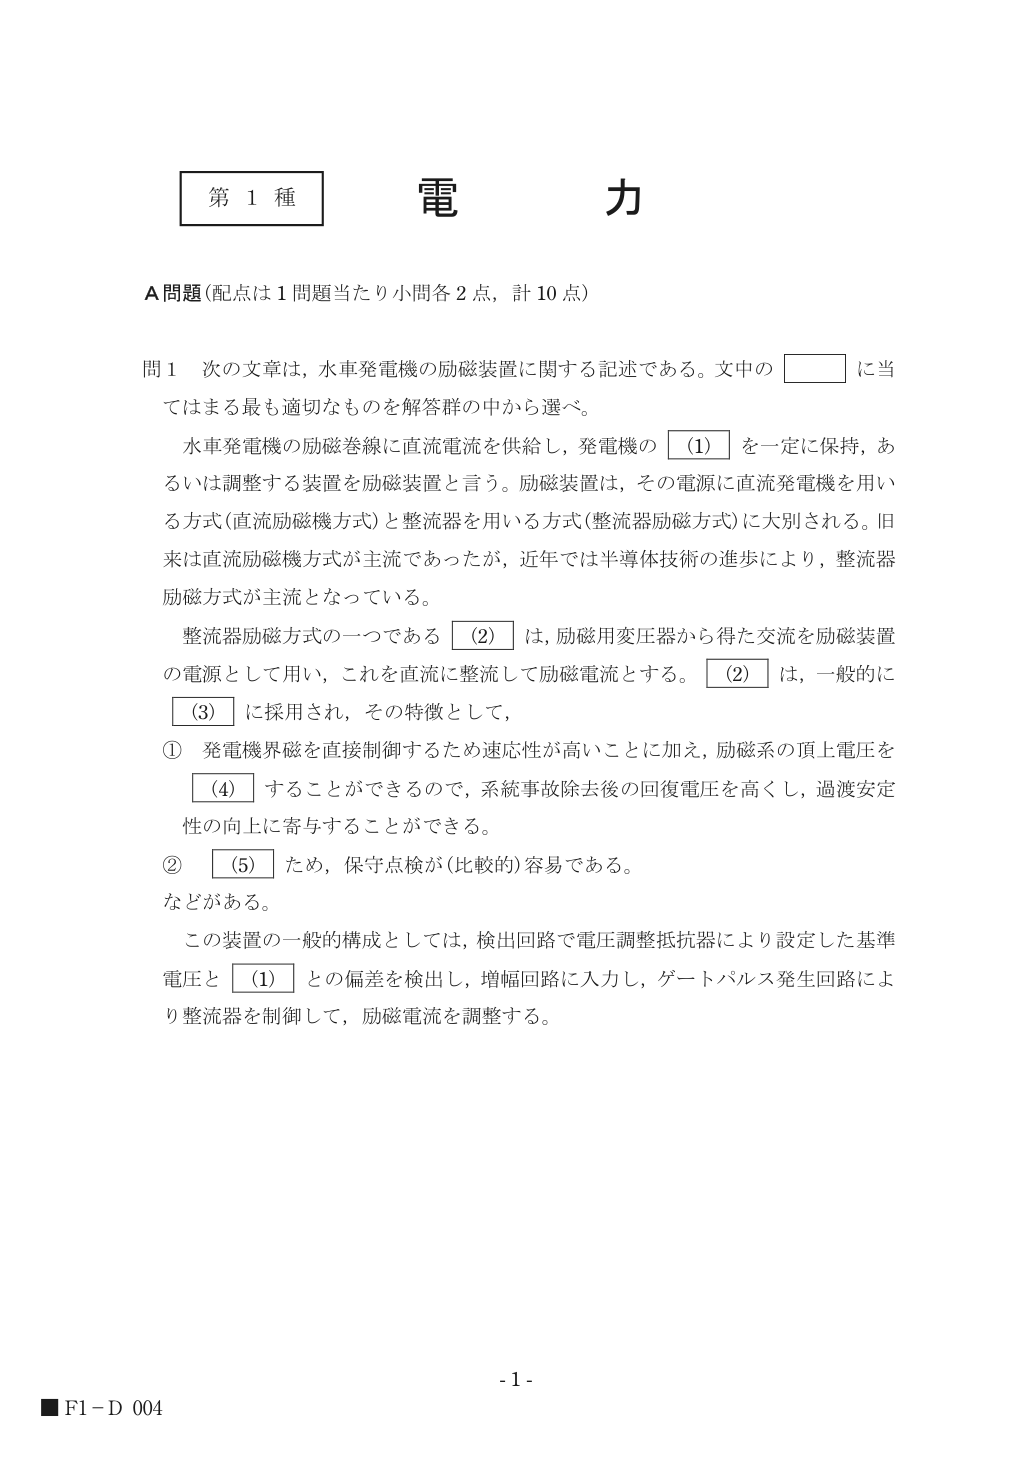 第 1 種
電 力
A問題(配点は1問題当たり小問各2点，計10点)
問1　次の文章は，水車発電機の励磁装置に関する記述である。文中の　　　に当
てはまる最も適切なものを解答群の中から選べ。
水車発電機の励磁巻線に直流電流を供給し，発電機の (1) を一定に保持，あ
るいは調整する装置を励磁装置と言う。励磁装置は，その電源に直流発電機を用い
る方式(直流励磁機方式)と整流器を用いる方式(整流器励磁方式)に大別される。旧
来は直流励磁機方式が主流であったが，近年では半導体技術の進歩により，整流器
励磁方式が主流となっている。
整流器励磁方式の一つである (2) は，励磁用変圧器から得た交流を励磁装置
の電源として用い，これを直流に整流して励磁電流とする。 (2) は，一般的に
(3) に採用され，その特徴として，
① 発電機界磁を直接制御するため速応性が高いことに加え，励磁系の頂上電圧を
(4) することができるので，系統事故除去後の回復電圧を高くし，過渡安定
性の向上に寄与することができる。
② (5) ため，保守点検が(比較的)容易である。
などがある。
この装置の一般的構成としては，検出回路で電圧調整抵抗器により設定した基準
電圧と (1) との偏差を検出し，増幅回路に入力し，ゲートパルス発生回路によ
り整流器を制御して，励磁電流を調整する。
- 1 -
■ F1－D 004